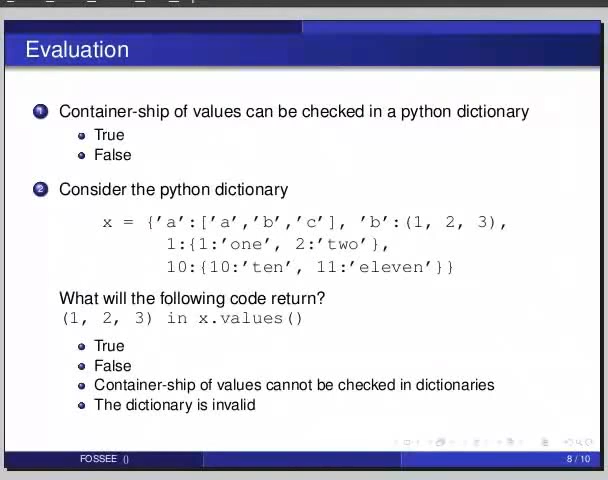 Evaluation
1 Container-ship of values can be checked in a python dictionary
True
False
2 Consider the python dictionary
x = {'a':['a','b','c'], 'b':(1, 2, 3),
1:{1:'one', 2:'two'},
10:{10:'ten', 11:'eleven'}}
What will the following code return?
(1, 2, 3) in x.values()
True
False
Container-ship of values cannot be checked in dictionaries
The dictionary is invalid
FOSSEE ()
8 / 10